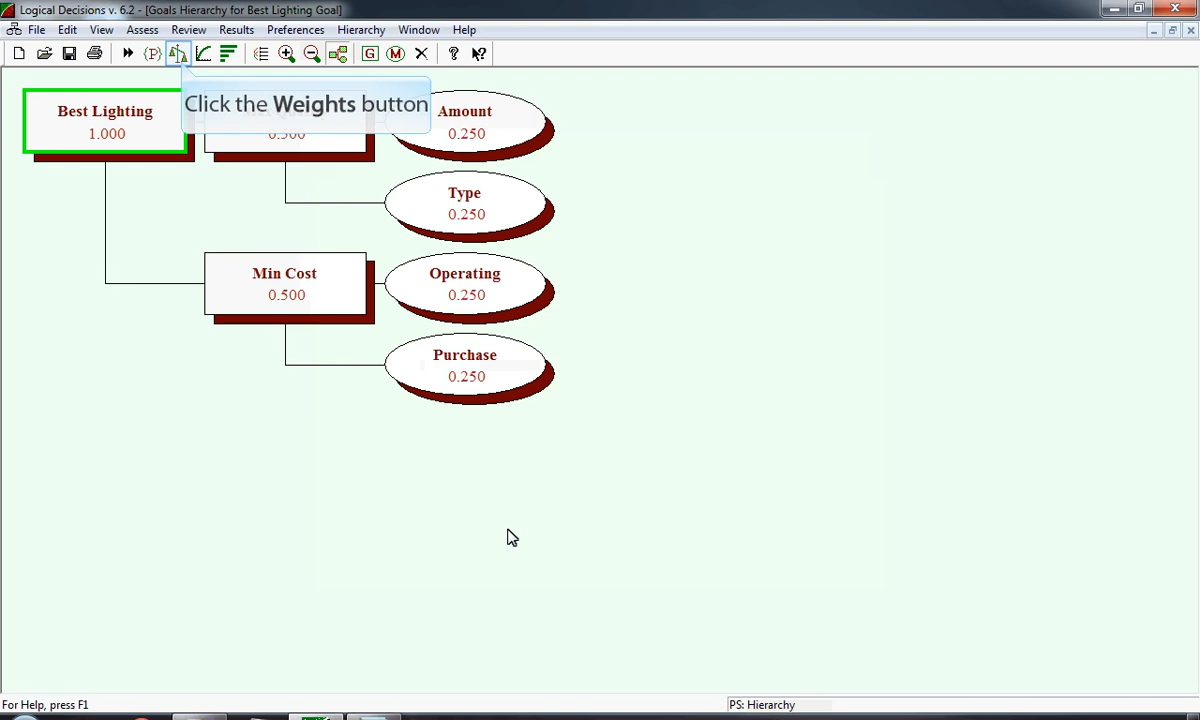 Logical Decisions v. 6.2 - [Goals Hierarchy for Best Lighting Goal]
File Edit View Assess Review Results Preferences Hierarchy Window Help
{P} G M ? ?
Click the Weights button
Best Lighting
1.000
0.500
Amount
0.250
Type
0.250
Min Cost
0.500
Operating
0.250
Purchase
0.250
For Help, press F1
PS: Hierarchy